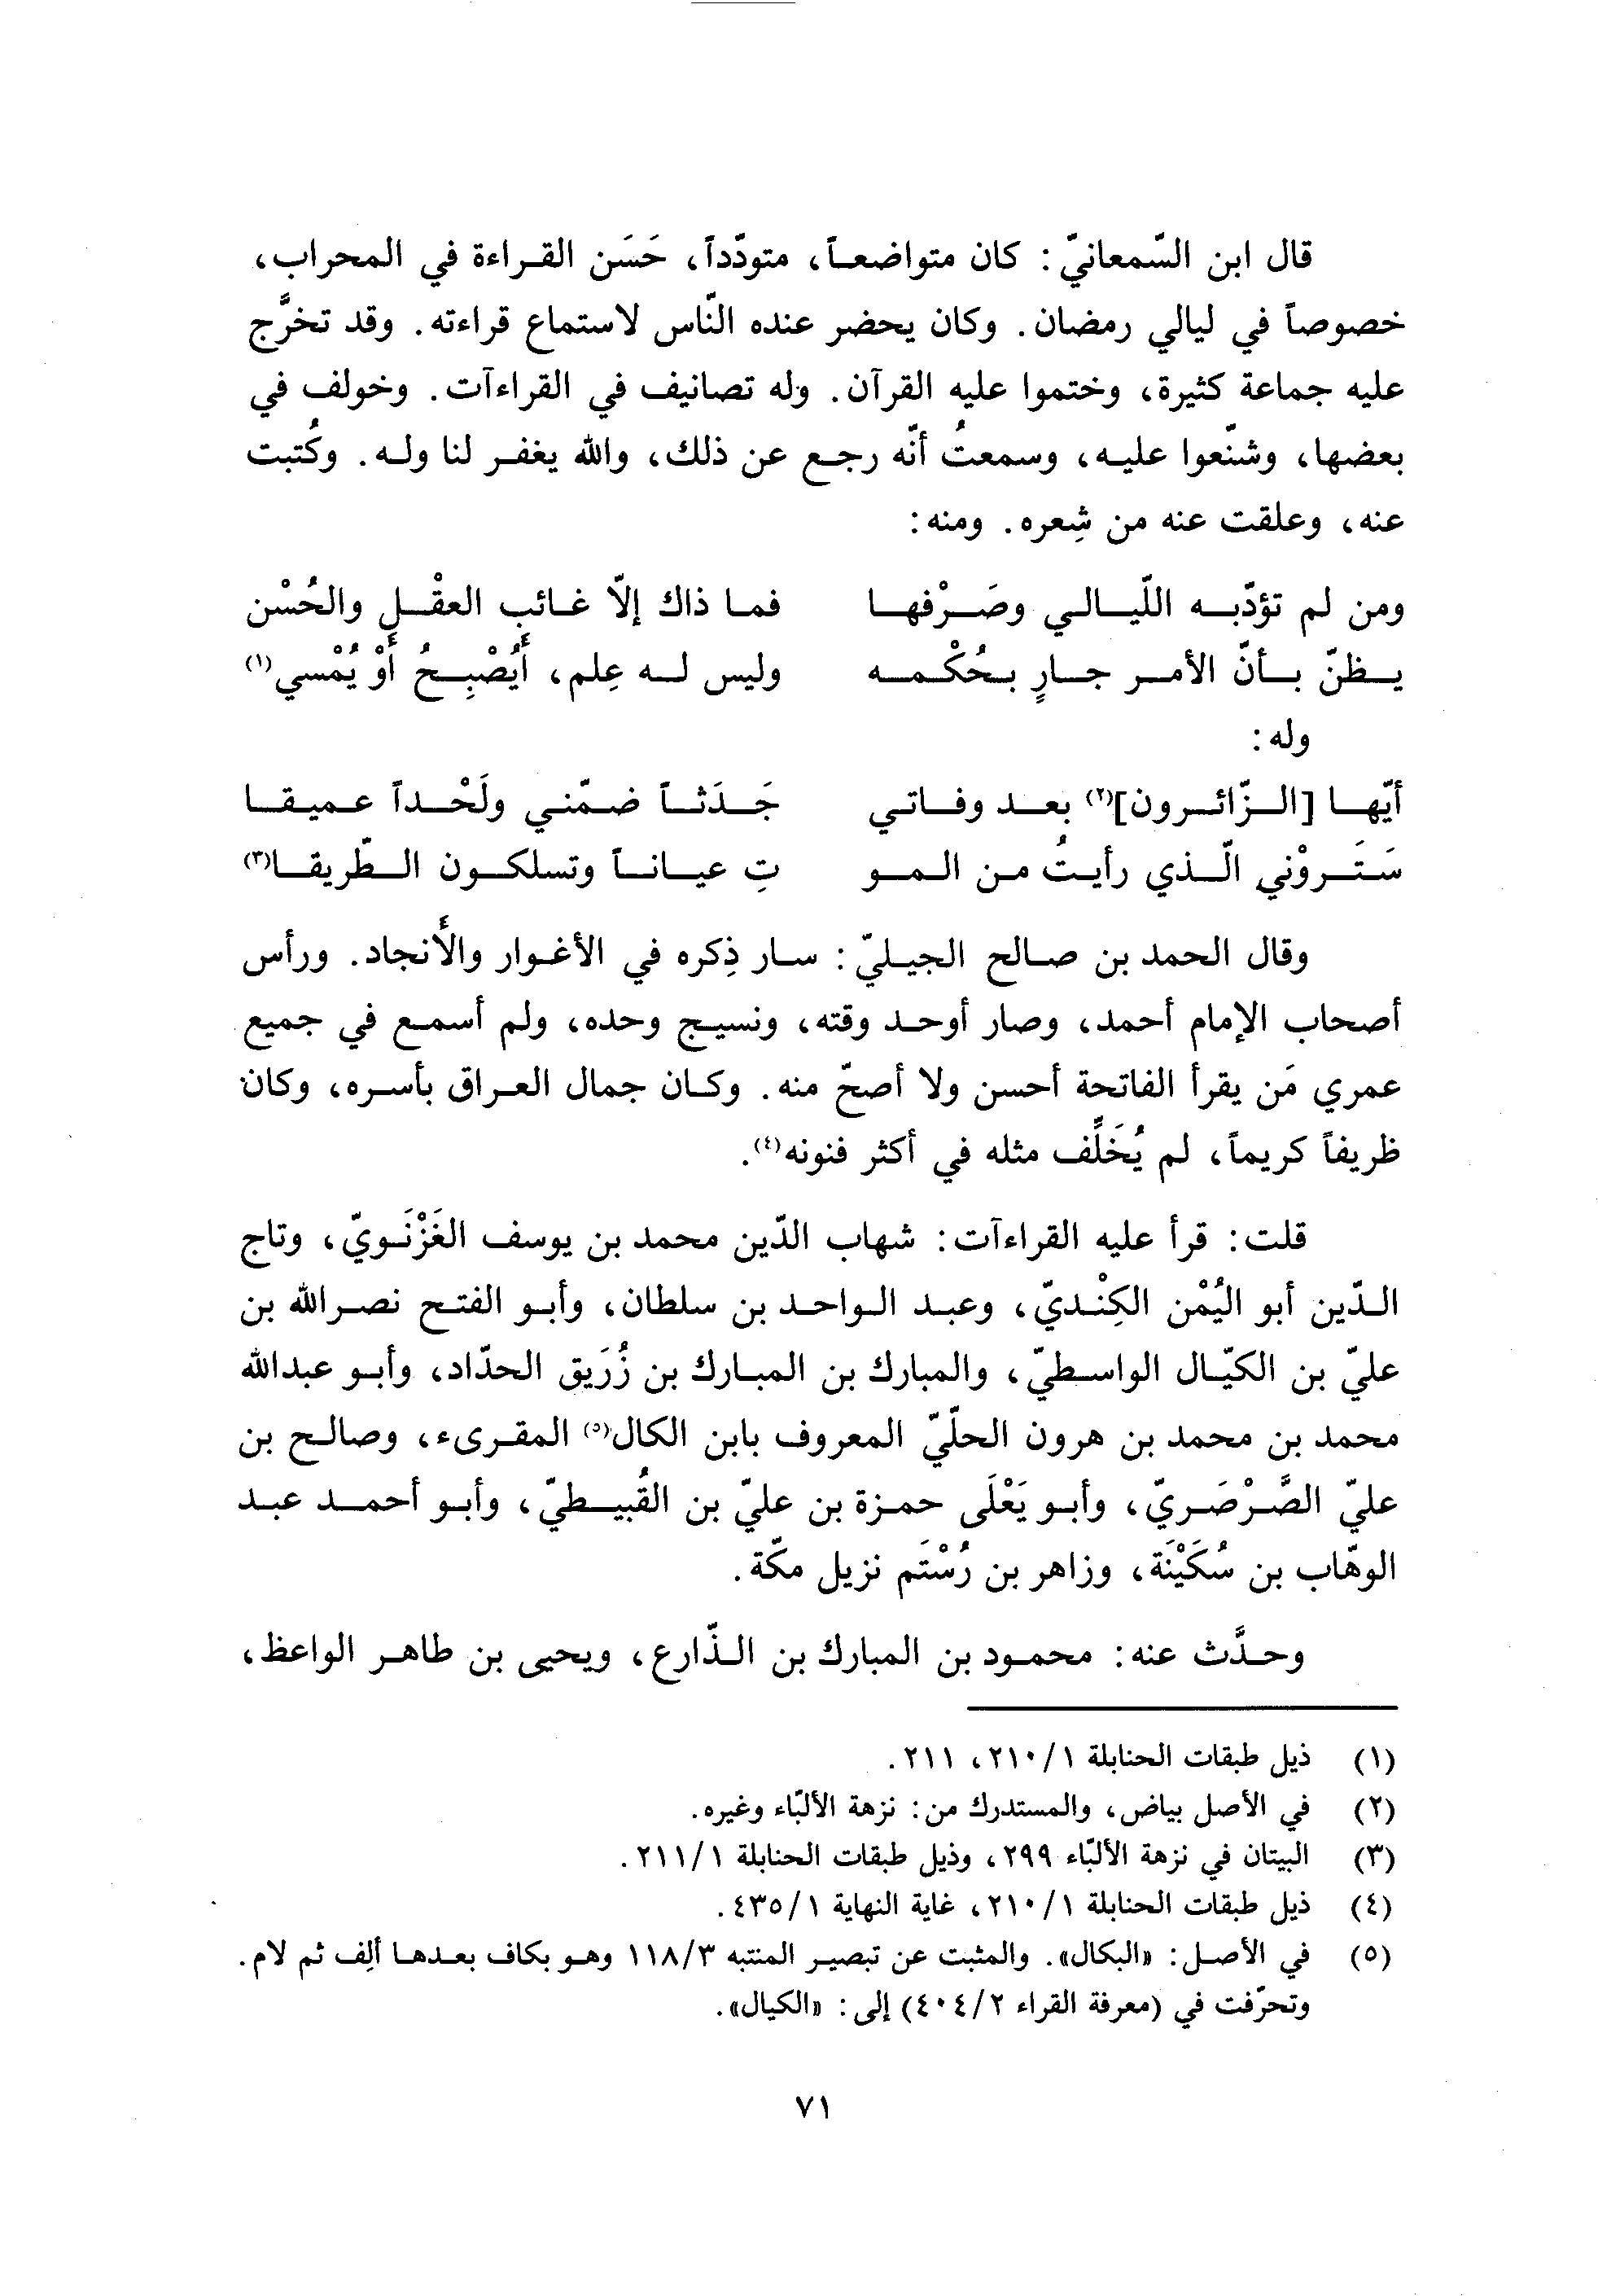 قال ابن السّمعانيّ: كان متواضعاً، متودّداً، حَسَن القراءة في المحراب،
خصوصاً في ليالي رمضان. وكان يحضر عنده النّاس لاستماع قراءته. وقد تخرَّج
عليه جماعة كثيرة، وختموا عليه القرآن. وله تصانيف في القراءآت. وخولف في
بعضها، وشنّعوا عليه، وسمعتُ أنّه رجع عن ذلك، والله يغفر لنا وله. وكُتبت
عنه، وعلقت عنه من شِعره. ومنه:
ومن لم تؤدّبه اللّيالي وصَرْفها فما ذاك إلاّ غائب العقْلِ والحُسْن
يظنّ بأنّ الأمر جارٍ بحُكْمه وليس له عِلم، أَيُصْبِحُ أَوْ يُمْسي(١)
وله:
أيّها [الزّائرون](٢) بعد وفاتي جَدَثاً ضمّني ولَحْداً عميقا
سَتَروْني الّذي رأيتُ من المو تِ عياناً وتسلكون الطّريقا(٣)
وقال الحمد بن صالح الجيليّ: سار ذِكره في الأغوار والأَنجاد. ورأس
أصحاب الإمام أحمد، وصار أوحد وقته، ونسيج وحده، ولم أسمع في جميع
عمري مَن يقرأ الفاتحة أحسن ولا أصحّ منه. وكان جمال العراق بأسره، وكان
ظريفاً كريماً، لم يُخَلِّف مثله في أكثر فنونه(٤).
قلت: قرأ عليه القراءآت: شهاب الدّين محمد بن يوسف الغَزْنَويّ، وتاج
الدّين أبو اليُمْن الكِنْديّ، وعبد الواحد بن سلطان، وأبو الفتح نصرالله بن
عليّ بن الكيّال الواسطيّ، والمبارك بن المبارك بن زُرَيق الحدّاد، وأبو عبدالله
محمد بن محمد بن هرون الحلّيّ المعروف بابن الكال(٥) المقرىء، وصالح بن
عليّ الصَّرْصَريّ، وأبو يَعْلَى حمزة بن عليّ بن القُبيطيّ، وأبو أحمد عبد
الوهّاب بن سُكَيْنَة، وزاهر بن رُسْتَم نزيل مكّة.
وحدَّث عنه: محمود بن المبارك بن الذّارع، ويحيى بن طاهر الواعظ،
(١) ذيل طبقات الحنابلة ٢١٠/١، ٢١١.
(٢) في الأصل بياض، والمستدرك من: نزهة الألبّاء وغيره.
(٣) البيتان في نزهة الألبّاء ٢٩٩، وذيل طبقات الحنابلة ٢١١/١.
(٤) ذيل طبقات الحنابلة ٢١٠/١، غاية النهاية ٤٣٥/١.
(٥) في الأصل: «البكال». والمثبت عن تبصير المنتبه ١١٨/٣ وهو بكاف بعدها ألِف ثم لام.
وتحرّفت في (معرفة القراء ٤٠٤/٢) إلى: «الكيال».
٧١